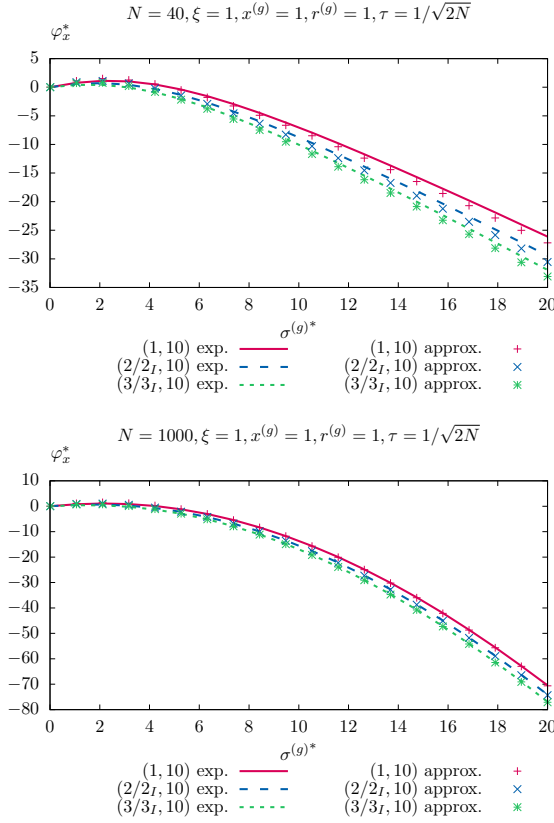 N = 40, ξ = 1, x^(g) = 1, r^(g) = 1, τ = 1/√2N
φ_x^*
5
0
−5
−10
−15
−20
−25
−30
−35
0 2 4 6 8 10 12 14 16 18 20
σ^(g)*
(1, 10) exp. (1, 10) approx.
(2/2_I, 10) exp. (2/2_I, 10) approx.
(3/3_I, 10) exp. (3/3_I, 10) approx.
N = 1000, ξ = 1, x^(g) = 1, r^(g) = 1, τ = 1/√2N
φ_x^*
10
0
−10
−20
−30
−40
−50
−60
−70
−80
0 2 4 6 8 10 12 14 16 18 20
σ^(g)*
(1, 10) exp. (1, 10) approx.
(2/2_I, 10) exp. (2/2_I, 10) approx.
(3/3_I, 10) exp. (3/3_I, 10) approx.